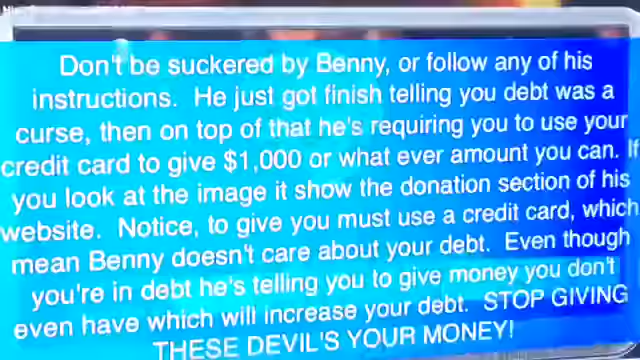 Don't be suckered by Benny, or follow any of his
instructions. He just got finish telling you debt was a
curse, then on top of that he's requiring you to use your
credit card to give $1,000 or what ever amount you can. If
you look at the image it show the donation section of his
website. Notice, to give you must use a credit card, which
mean Benny doesn't care about your debt. Even though
you're in debt he's telling you to give money you don't
even have which will increase your debt. STOP GIVING
THESE DEVIL'S YOUR MONEY!